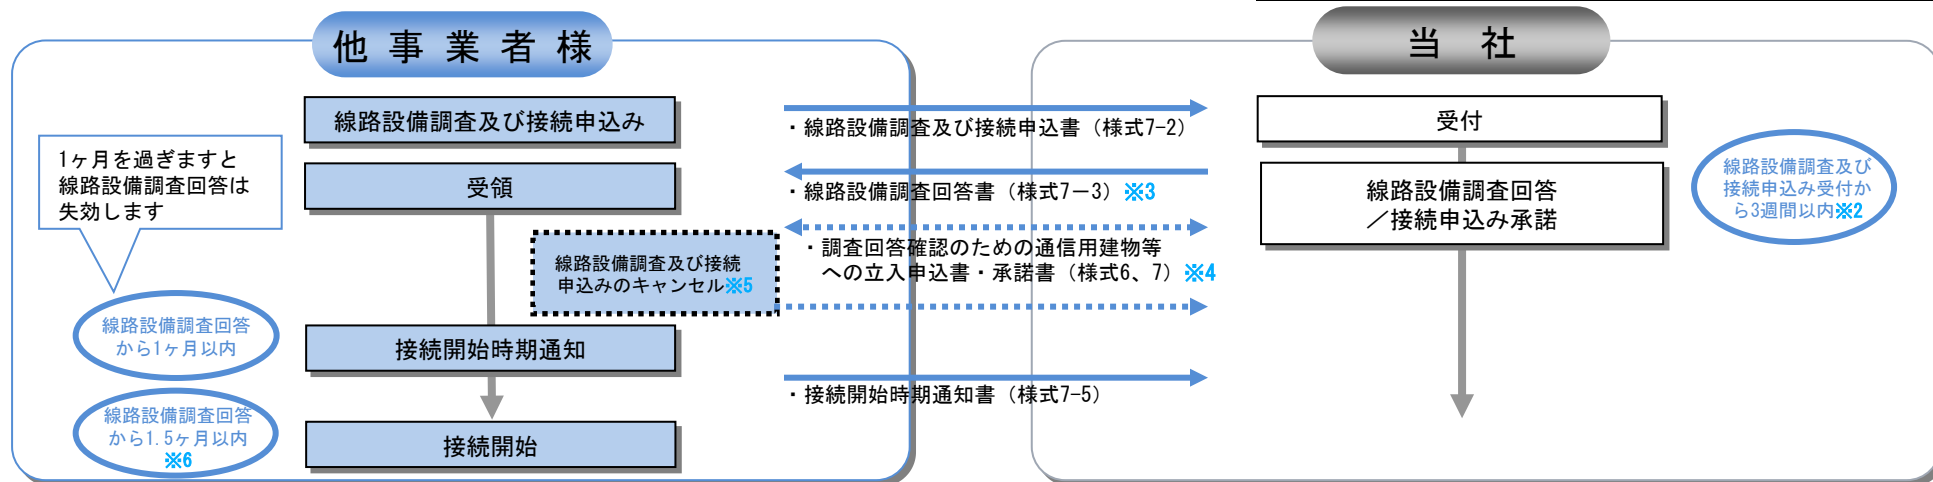 他事業者様
当社
線路設備調査及び接続申込み
・線路設備調査及び接続申込書（様式7-2）
受付
1ヶ月を過ぎますと
線路設備調査回答は
失効します
受領
・線路設備調査回答書（様式7－3）※3
線路設備調査回答
／接続申込み承諾
線路設備調査及び
接続申込み受付か
ら3週間以内※2
・調査回答確認のための通信用建物等
への立入申込書・承諾書（様式6、7）※4
線路設備調査及び接続
申込みのキャンセル※5
線路設備調査回答
から1ヶ月以内
接続開始時期通知
・接続開始時期通知書（様式7-5）
線路設備調査回答
から1.5ヶ月以内
※6
接続開始